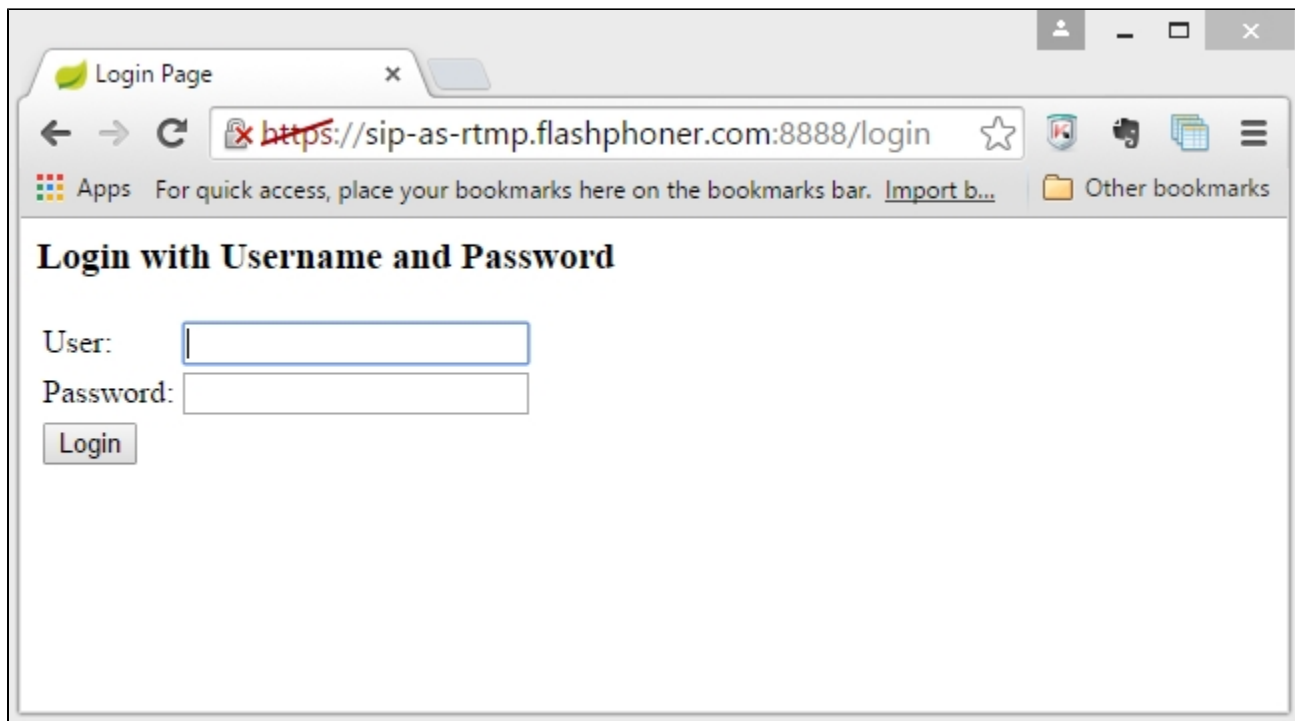 Login Page
https://sip-as-rtmp.flashphoner.com:8888/login
Apps For quick access, place your bookmarks here on the bookmarks bar. Import b... Other bookmarks
Login with Username and Password
User:
Password:
Login